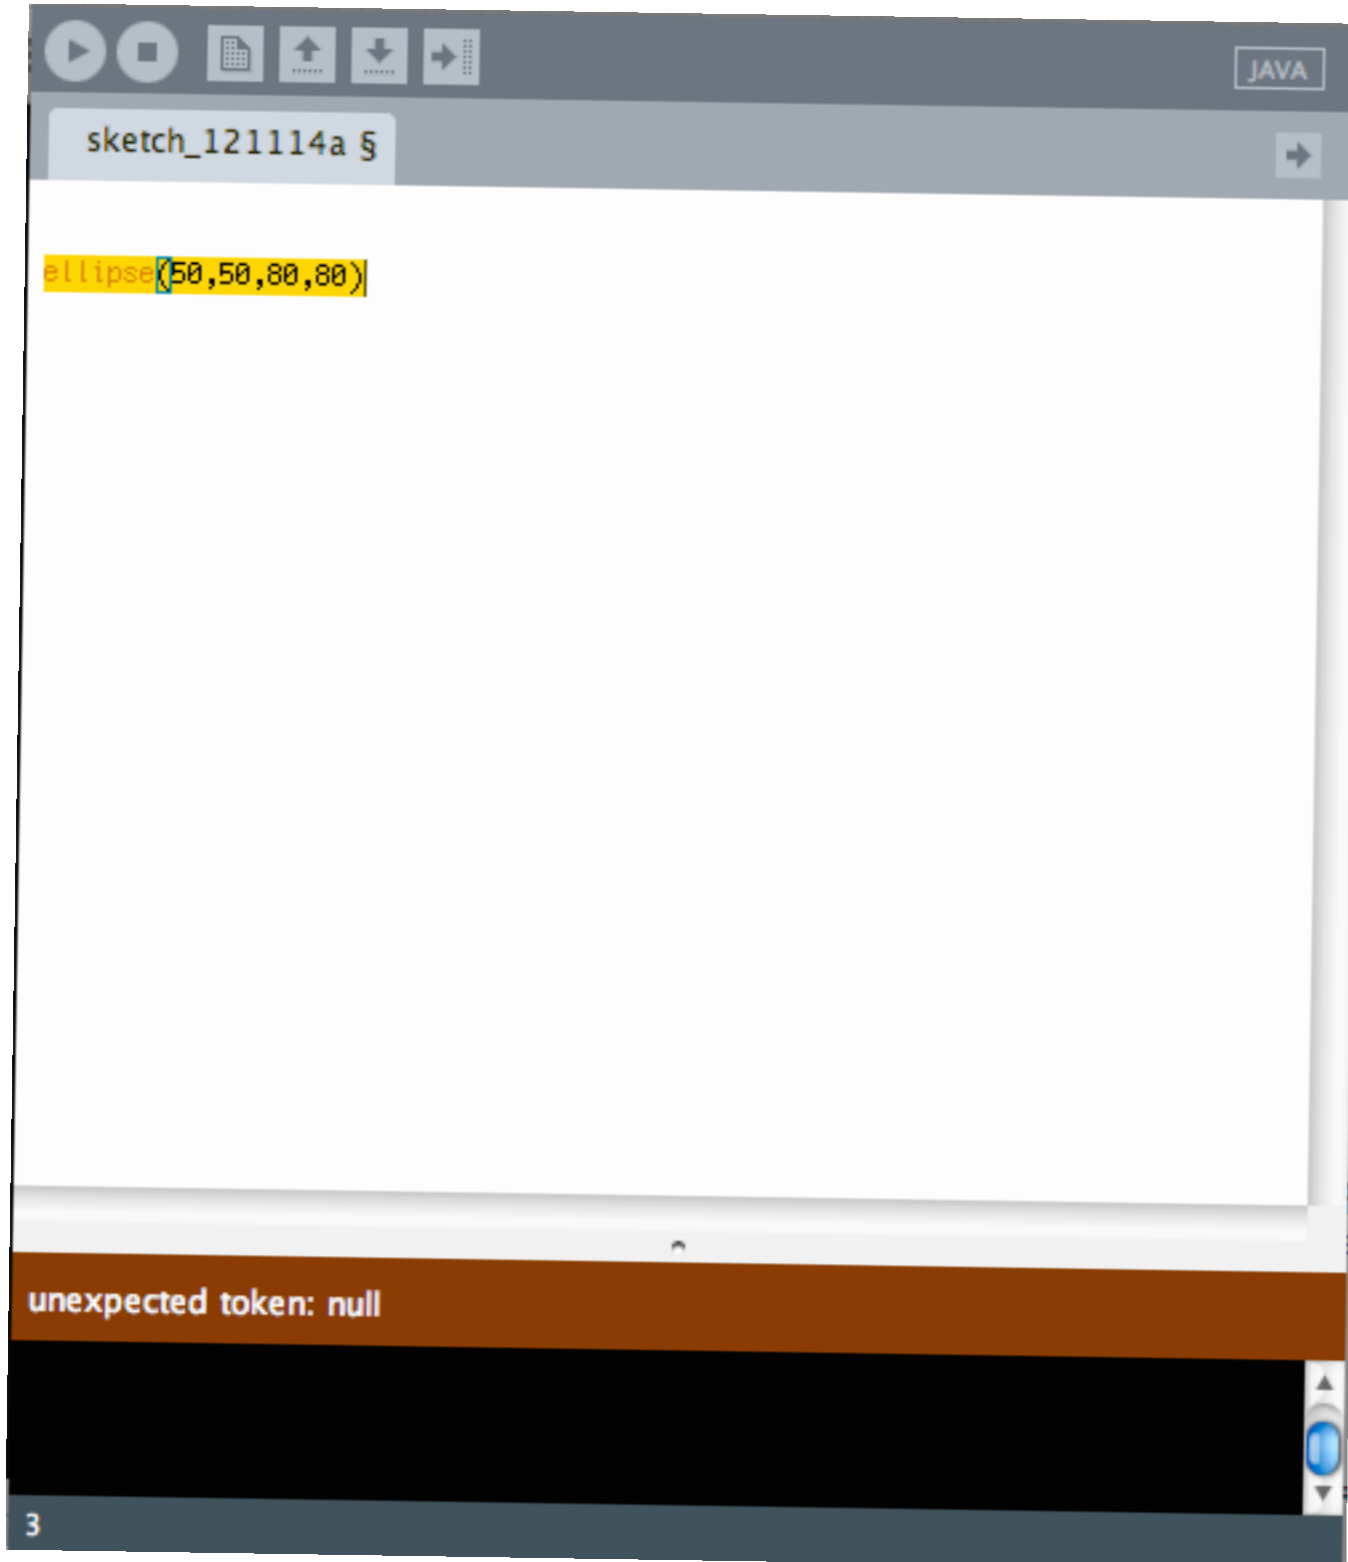 JAVA
sketch_121114a §
ellipse(50,50,80,80)
unexpected token: null
3